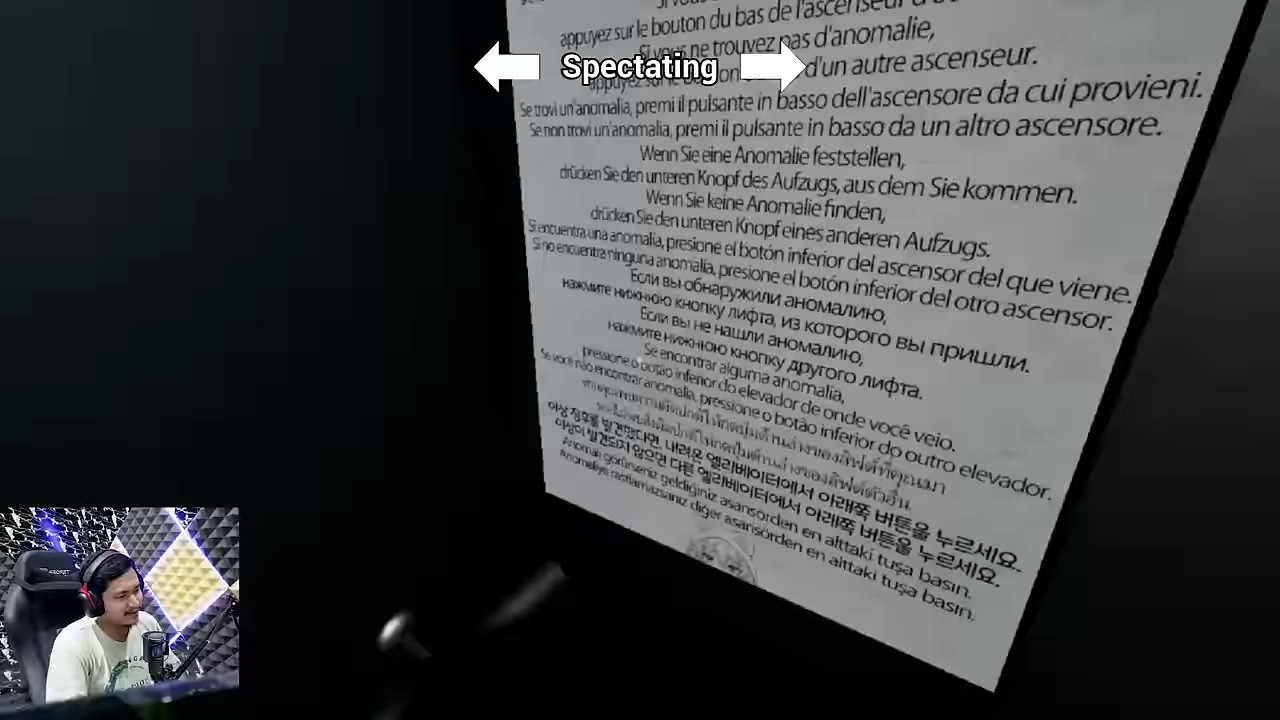 Si vous
appuyez sur le bouton du bas de l'ascenseur d'où
Si vous ne trouvez pas d'anomalie,
Spectating
appuyez sur le bouton d'un autre ascenseur.
Se trovi un'anomalia, premi il pulsante in basso dell'ascensore da cui provieni.
Se non trovi un'anomalia, premi il pulsante in basso da un altro ascensore.
Wenn Sie eine Anomalie feststellen,
drücken Sie den unteren Knopf des Aufzugs, aus dem Sie kommen.
Wenn Sie keine Anomalie finden,
drücken Sie den unteren Knopf eines anderen Aufzugs.
Si encuentra una anomalía, presione el botón inferior del ascensor del que viene.
Si no encuentra ninguna anomalía, presione el botón inferior del otro ascensor.
Если вы обнаружили аномалию,
нажмите нижнюю кнопку лифта, из которого вы пришли.
Если вы не нашли аномалию,
нажмите нижнюю кнопку другого лифта.
Se encontrar alguma anomalia,
pressione o botão inferior do elevador de onde você veio.
Se você não encontrar anomalia, pressione o botão inferior do outro elevador.
이상 징후를 발견했다면, 내려온 엘리베이터에서 아래쪽 버튼을 누르세요.
이상이 발견되지 않으면 다른 엘리베이터에서 아래쪽 버튼을 누르세요.
Anomali görürseniz geldiğiniz asansörden en alttaki tuşa basın.
Anomaliye rastlamazsanız diğer asansörden en alttaki tuşa basın.